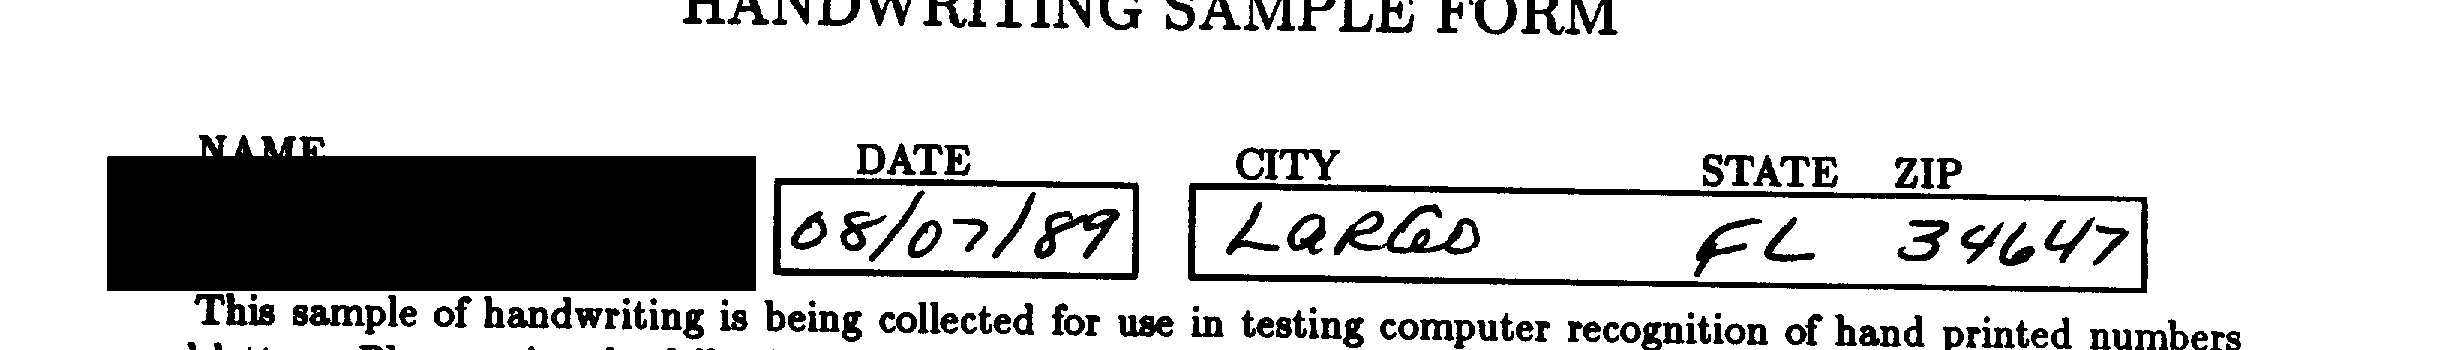 HANDWRITING SAMPLE FORM
NAME DATE CITY STATE ZIP
08/07/89 LARGO FL 34647
This sample of handwriting is being collected for use in testing computer recognition of hand printed numbers